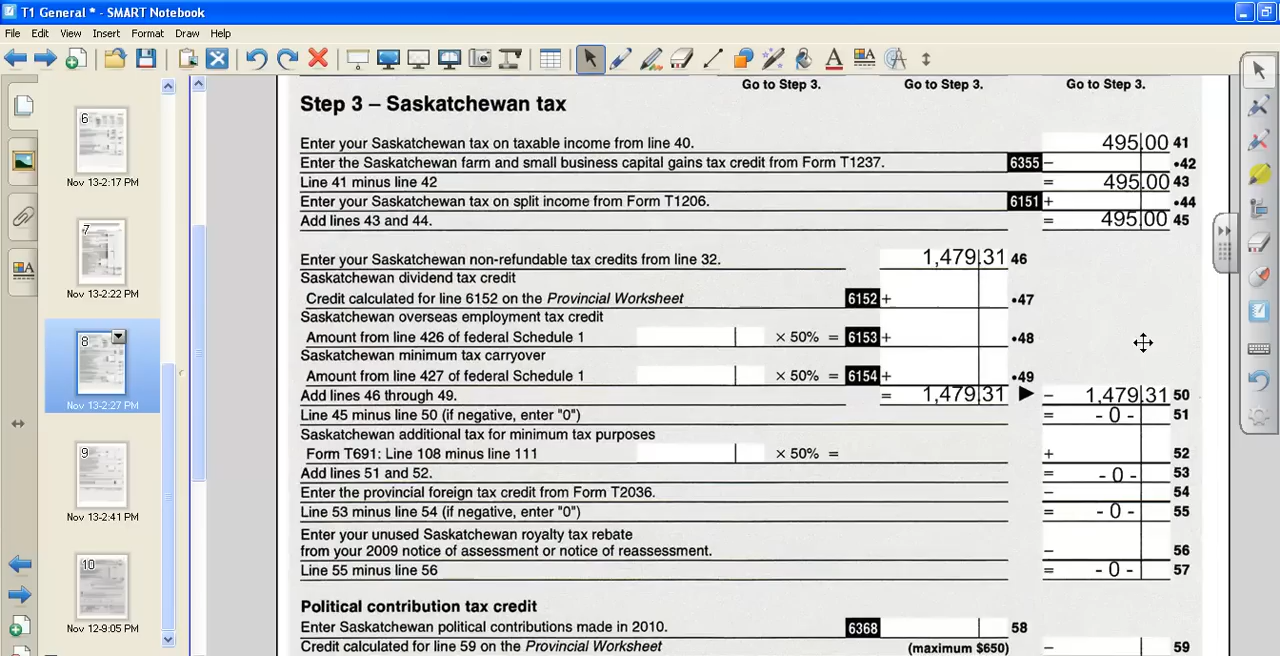 T1 General * - SMART Notebook
File Edit View Insert Format Draw Help
6
Nov 13-2:17 PM
7
Nov 13-2:22 PM
8
Nov 13-2:27 PM
9
Nov 13-2:41 PM
10
Nov 12-9:05 PM
Go to Step 3. Go to Step 3. Go to Step 3.
Step 3 – Saskatchewan tax
Enter your Saskatchewan tax on taxable income from line 40. 495.00 41
Enter the Saskatchewan farm and small business capital gains tax credit from Form T1237. 6355 – •42
Line 41 minus line 42 = 495.00 43
Enter your Saskatchewan tax on split income from Form T1206. 6151 + •44
Add lines 43 and 44. = 495.00 45
Enter your Saskatchewan non-refundable tax credits from line 32. 1,479.31 46
Saskatchewan dividend tax credit
Credit calculated for line 6152 on the Provincial Worksheet 6152 + •47
Saskatchewan overseas employment tax credit
Amount from line 426 of federal Schedule 1 × 50% = 6153 + •48
Saskatchewan minimum tax carryover
Amount from line 427 of federal Schedule 1 × 50% = 6154 + •49
Add lines 46 through 49. = 1,479.31 ► – 1,479.31 50
Line 45 minus line 50 (if negative, enter "0") = - 0 - 51
Saskatchewan additional tax for minimum tax purposes
Form T691: Line 108 minus line 111 × 50% = + 52
Add lines 51 and 52. = - 0 - 53
Enter the provincial foreign tax credit from Form T2036. – 54
Line 53 minus line 54 (if negative, enter "0") = - 0 - 55
Enter your unused Saskatchewan royalty tax rebate
from your 2009 notice of assessment or notice of reassessment. – 56
Line 55 minus line 56 = - 0 - 57
Political contribution tax credit
Enter Saskatchewan political contributions made in 2010. 6368 58
Credit calculated for line 59 on the Provincial Worksheet (maximum $650) – 59